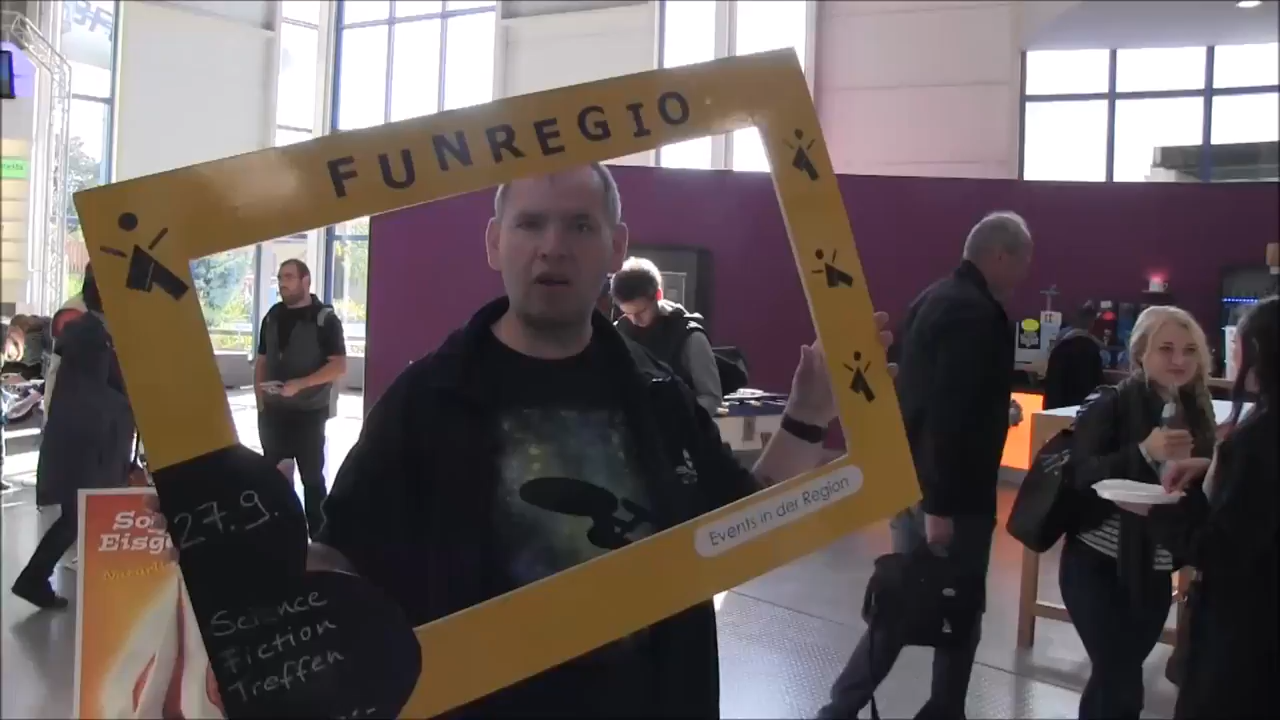 FUNREGIO
27.9.
Science
Fiction
Treffen
Events in der Region